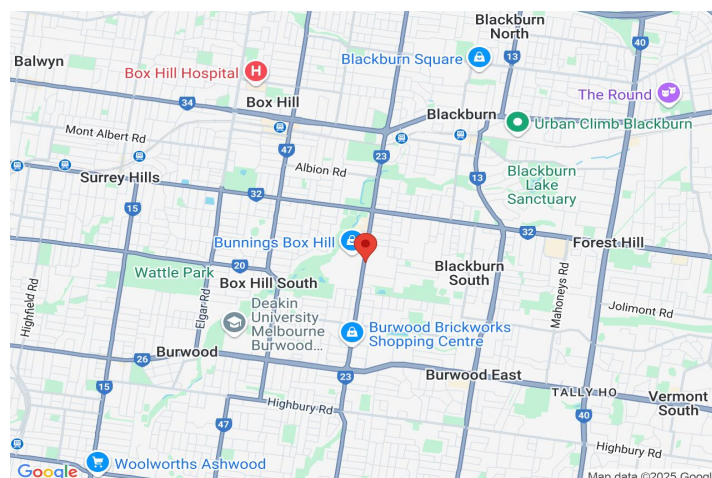 Blackburn
North
40
Balwyn
Blackburn Square
13
Box Hill Hospital
H
The Round
34
Box Hill
Blackburn
Urban Climb Blackburn
Mont Albert Rd
47
23
Albion Rd
Blackburn
Lake
Sanctuary
Surrey Hills
13
32
15
32
Bunnings Box Hill
Forest Hill
20
Wattle Park
Blackburn
South
Box Hill South
Highfield Rd
Elgar Rd
Mahoneys Rd
Deakin
University
Melbourne
Burwood...
Jolimont Rd
Burwood Brickworks
Shopping Centre
Burwood
26
23
15
Burwood East
TALLY HO
Vermont
South
Highbury Rd
40
47
Highbury Rd
Woolworths Ashwood
Google
Map data ©2025 Googl